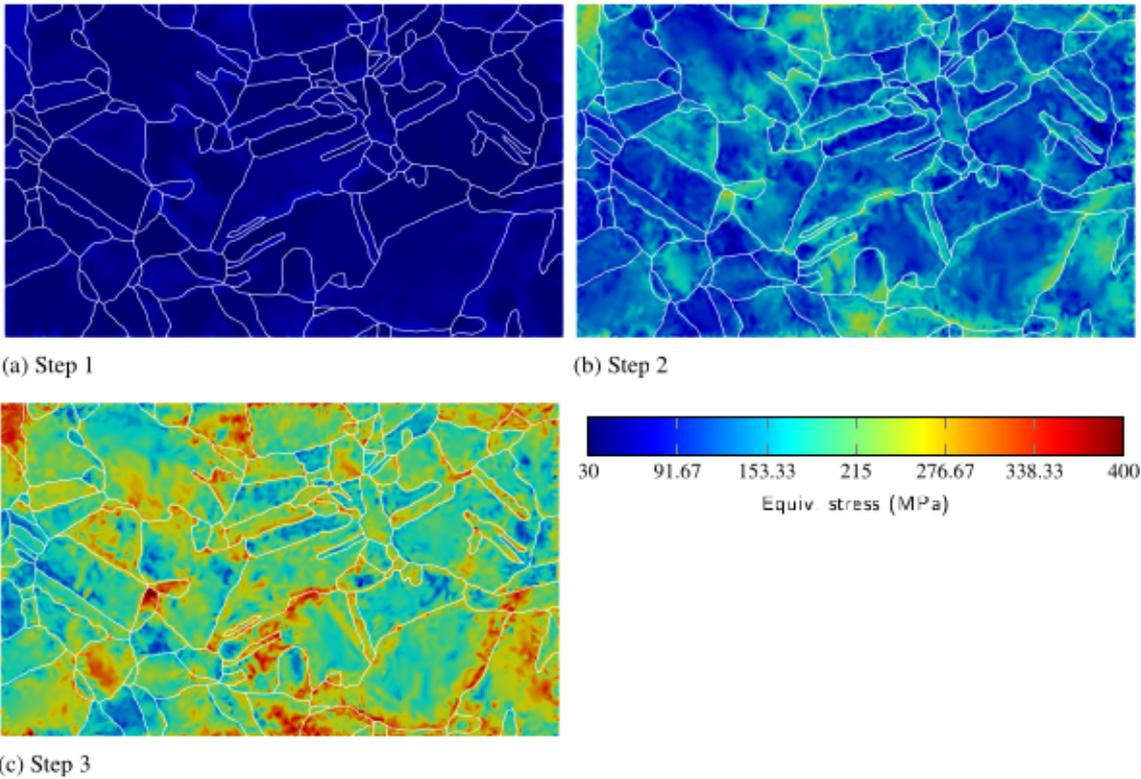 (a) Step 1
(b) Step 2
30 91.67 153.33 215 276.67 338.33 400
Equiv. stress (MPa)
(c) Step 3